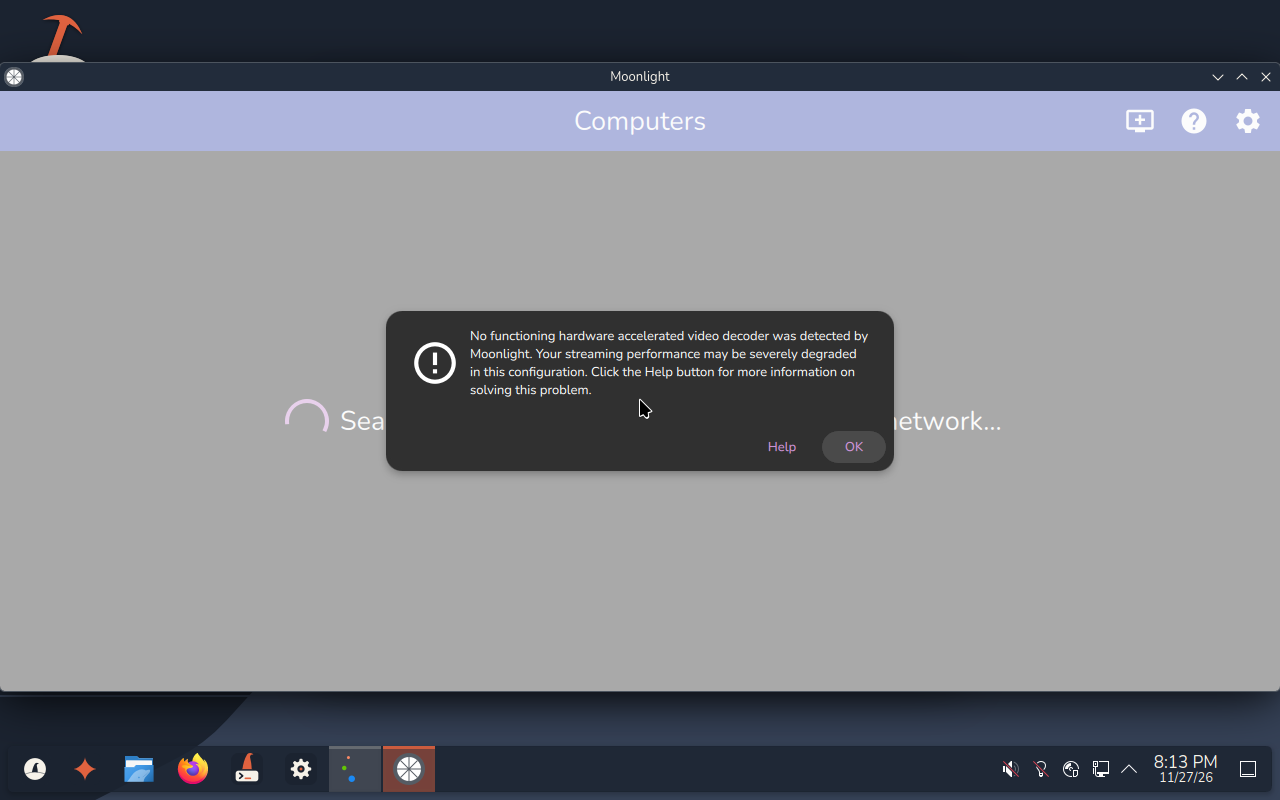 Moonlight
Computers
No functioning hardware accelerated video decoder was detected by
Moonlight. Your streaming performance may be severely degraded
in this configuration. Click the Help button for more information on
solving this problem.
Help
OK
network...
8:13 PM
11/27/26